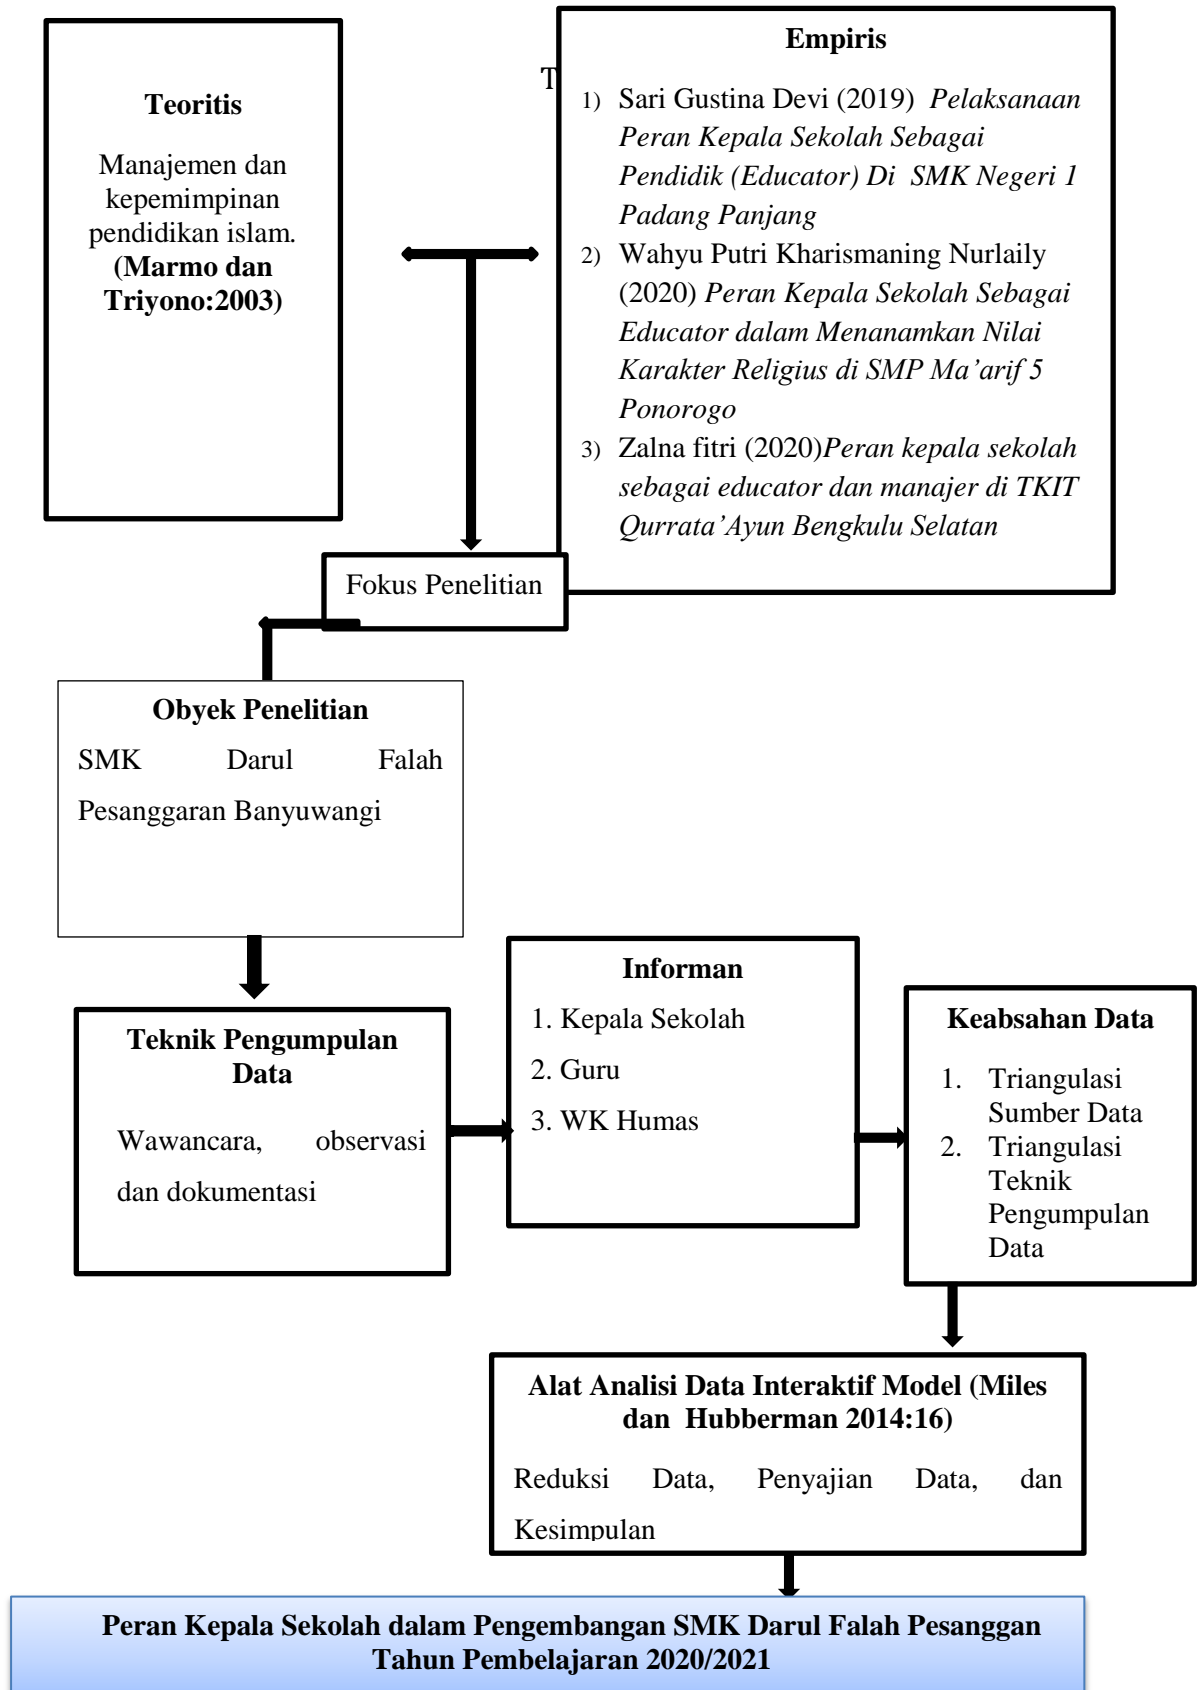 Teoritis
Manajemen dan
kepemimpinan
pendidikan islam.
(Marmo dan
Triyono:2003)
T
Empiris
1) Sari Gustina Devi (2019) Pelaksanaan
Peran Kepala Sekolah Sebagai
Pendidik (Educator) Di SMK Negeri 1
Padang Panjang
2) Wahyu Putri Kharismaning Nurlaily
(2020) Peran Kepala Sekolah Sebagai
Educator dalam Menanamkan Nilai
Karakter Religius di SMP Ma’arif 5
Ponorogo
3) Zalna fitri (2020)Peran kepala sekolah
sebagai educator dan manajer di TKIT
Qurrata’Ayun Bengkulu Selatan
Fokus Penelitian
Obyek Penelitian
SMK Darul Falah
Pesanggaran Banyuwangi
Teknik Pengumpulan
Data
Wawancara, observasi
dan dokumentasi
Informan
1. Kepala Sekolah
2. Guru
3. WK Humas
Keabsahan Data
1. Triangulasi
Sumber Data
2. Triangulasi
Teknik
Pengumpulan
Data
Alat Analisi Data Interaktif Model (Miles
dan Hubberman 2014:16)
Reduksi Data, Penyajian Data, dan
Kesimpulan
Peran Kepala Sekolah dalam Pengembangan SMK Darul Falah Pesanggan
Tahun Pembelajaran 2020/2021